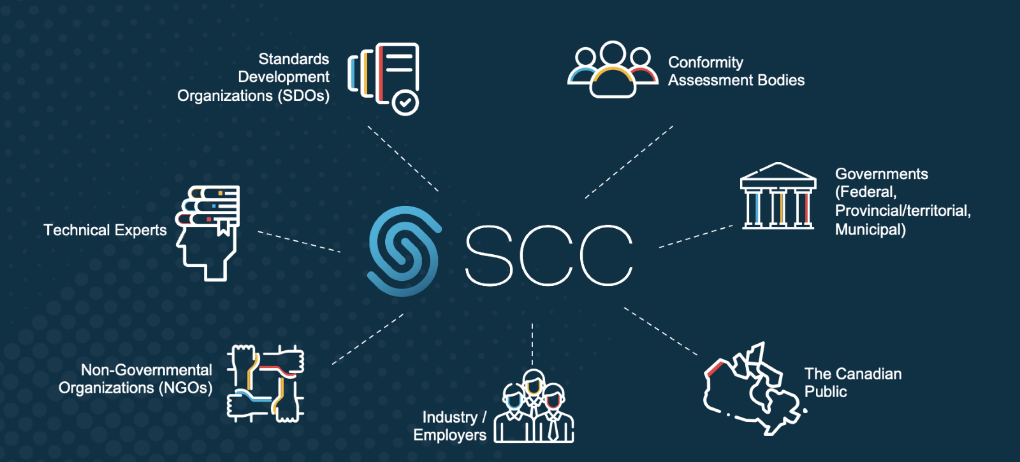 Standards
Development
Organizations (SDOs)
Conformity
Assessment Bodies
Technical Experts
Governments
(Federal,
Provincial/territorial,
Municipal)
SCC
Non-Governmental
Organizations (NGOs)
Industry /
Employers
The Canadian
Public